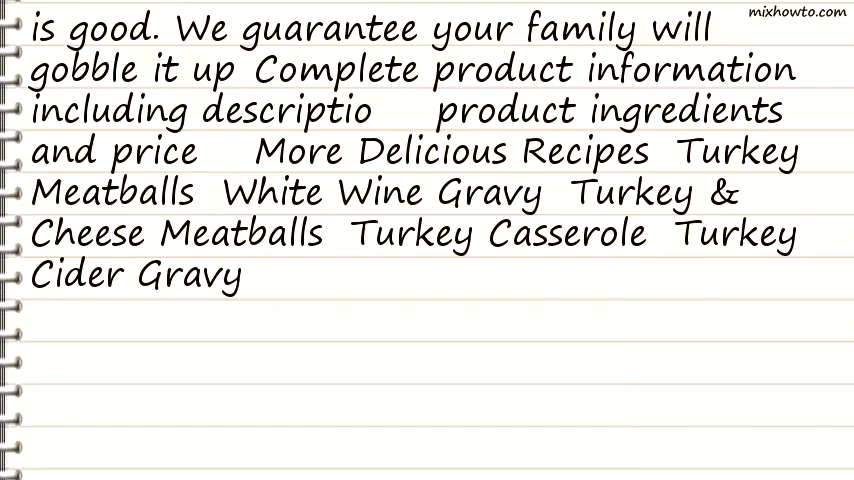 mixhowto.com
is good. We guarantee your family will
gobble it up Complete product information
including descriptio product ingredients
and price More Delicious Recipes Turkey
Meatballs White Wine Gravy Turkey &
Cheese Meatballs Turkey Casserole Turkey
Cider Gravy